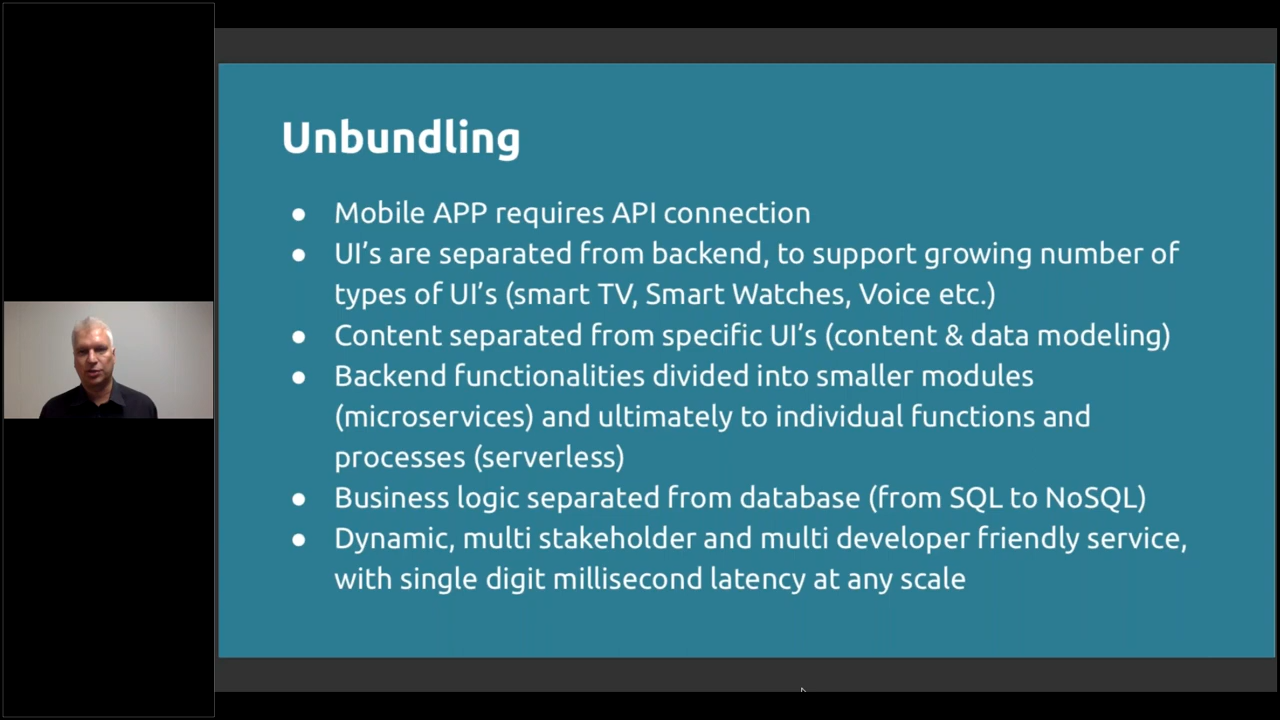 Unbundling
● Mobile APP requires API connection
● UI’s are separated from backend, to support growing number of
types of UI’s (smart TV, Smart Watches, Voice etc.)
● Content separated from specific UI’s (content & data modeling)
● Backend functionalities divided into smaller modules
(microservices) and ultimately to individual functions and
processes (serverless)
● Business logic separated from database (from SQL to NoSQL)
● Dynamic, multi stakeholder and multi developer friendly service,
with single digit millisecond latency at any scale